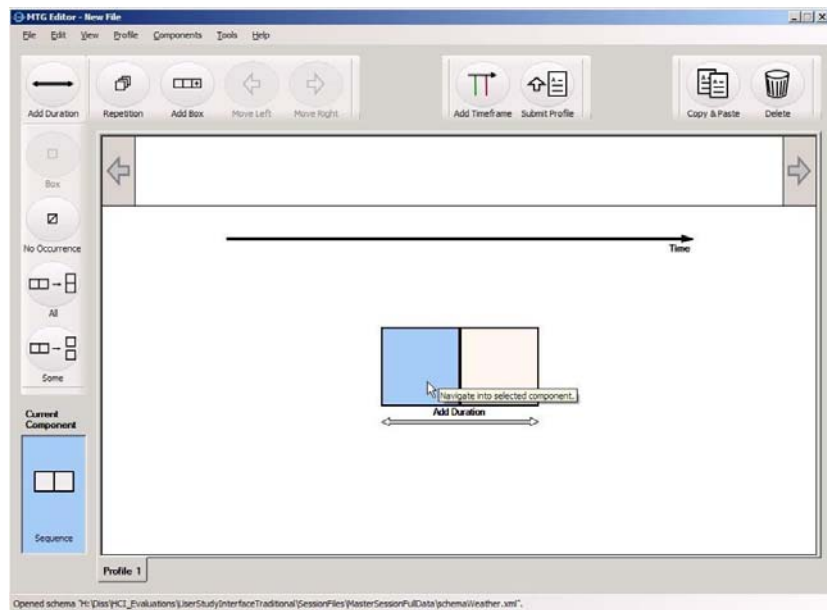 MTG Editor - New File
File Edit View Profile Components Tools Help
Add Duration Repetition Add Box Move Left Move Right Add Timeframe Submit Profile Copy & Paste Delete
Box
No Occurrence
All
Some
Time
Navigate into selected component.
Add Duration
Current
Component
Sequence
Profile 1
Opened schema "H:\Diss\HCI_Evaluations\UserStudyInterfaceTraditional\SessionFiles\MasterSessionFullData\schemaWeather.xml".